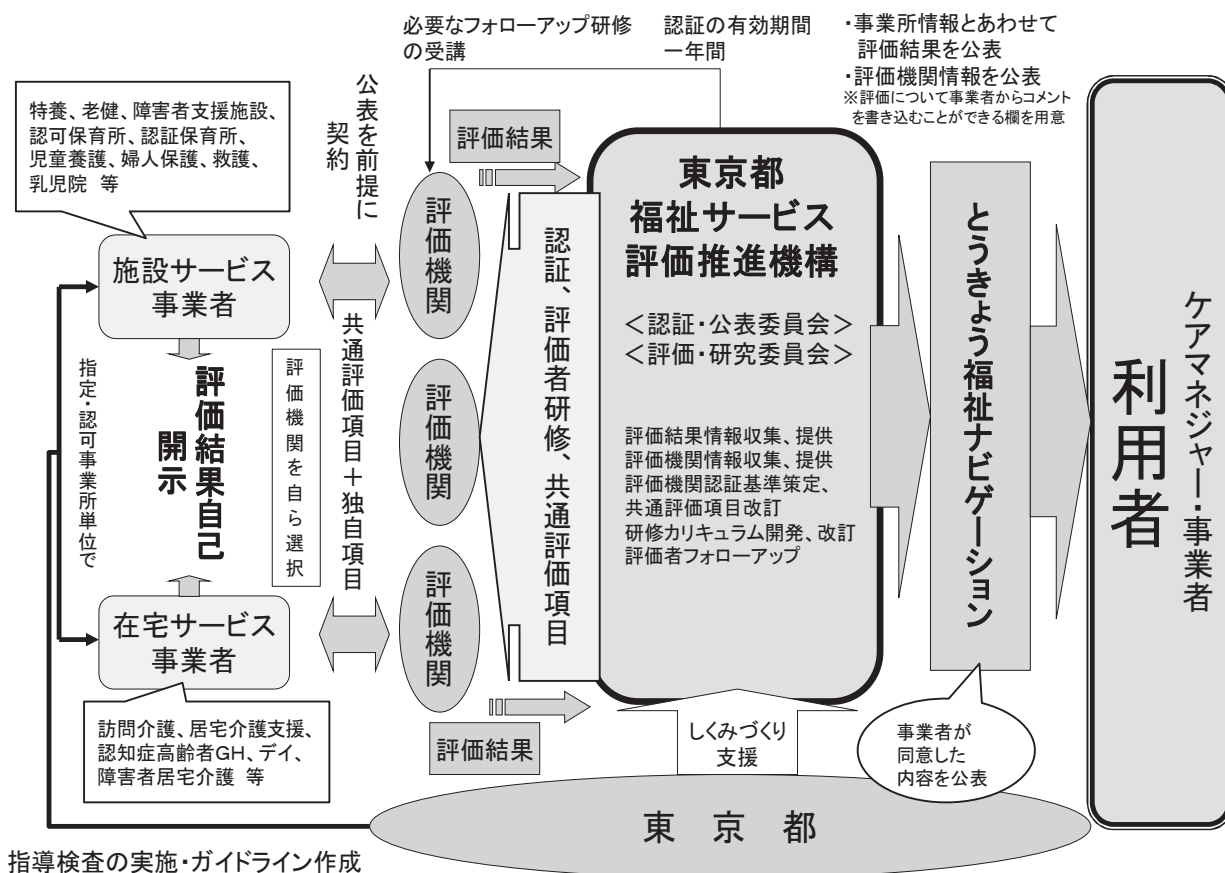 必要なフォローアップ研修
の受講
認証の有効期間
一年間
・事業所情報とあわせて
評価結果を公表
・評価機関情報を公表
※評価について事業者からコメント
を書き込むことができる欄を用意
特養、老健、障害者支援施設、
認可保育所、認証保育所、
児童養護、婦人保護、救護、
乳児院 等
公表を前提に
契約
評価結果
施設サービス
事業者
評価機関
評価機関
評価機関
認証、評価者研修、共通評価項目
東京都
福祉サービス
評価推進機構
＜認証・公表委員会＞
＜評価・研究委員会＞
評価結果情報収集、提供
評価機関情報収集、提供
評価機関認証基準策定、
共通評価項目改訂
研修カリキュラム開発、改訂
評価者フォローアップ
とうきょう福祉ナビゲーション
ケアマネジャー・事業者
利用者
共通評価項目＋独自項目
評価機関を自ら選択
評価結果自己
開示
指定・認可事業所単位で
在宅サービス
事業者
訪問介護、居宅介護支援、
認知症高齢者GH、デイ、
障害者居宅介護 等
評価結果
しくみづくり
支援
事業者が
同意した
内容を公表
東 京 都
指導検査の実施・ガイドライン作成